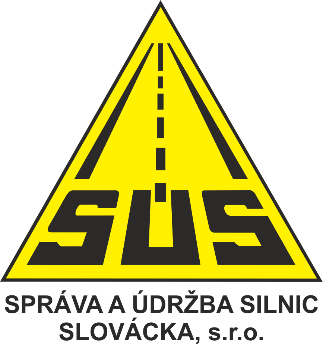 SÚS
SPRÁVA A ÚDRŽBA SILNIC
SLOVÁCKA, s.r.o.